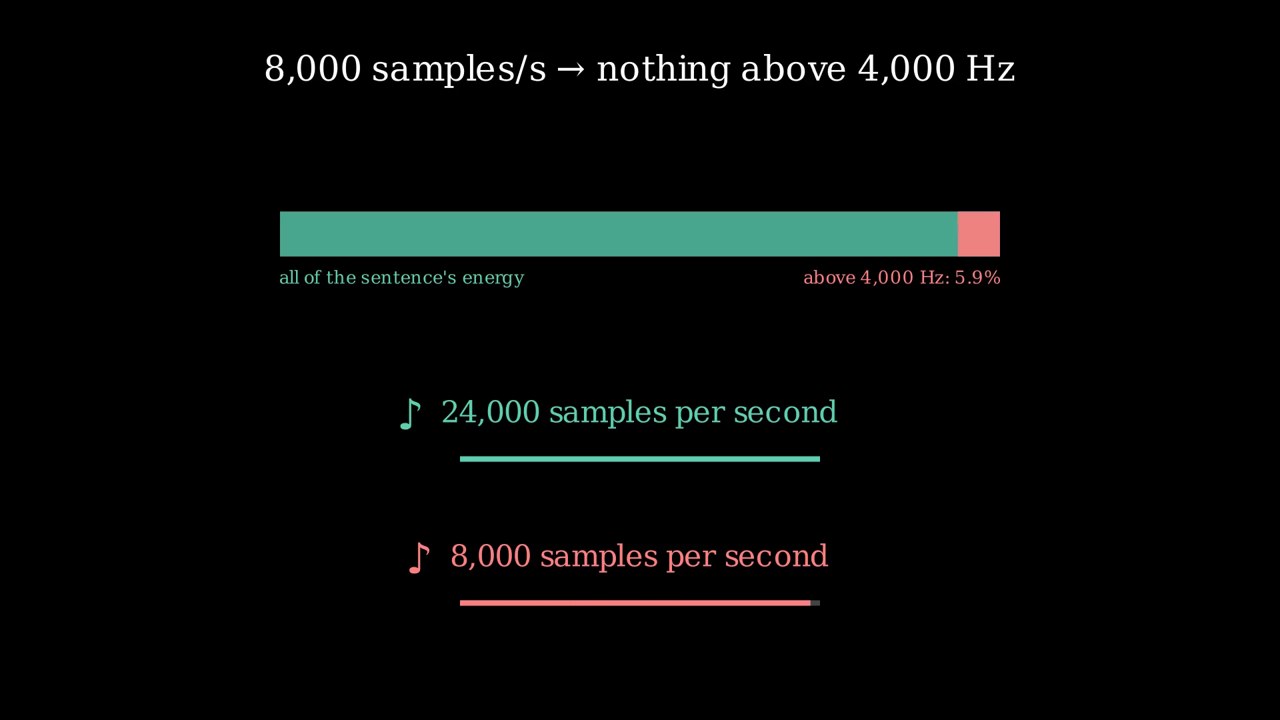 8,000 samples/s → nothing above 4,000 Hz
all of the sentence's energy
above 4,000 Hz: 5.9%
♪ 24,000 samples per second
♪ 8,000 samples per second